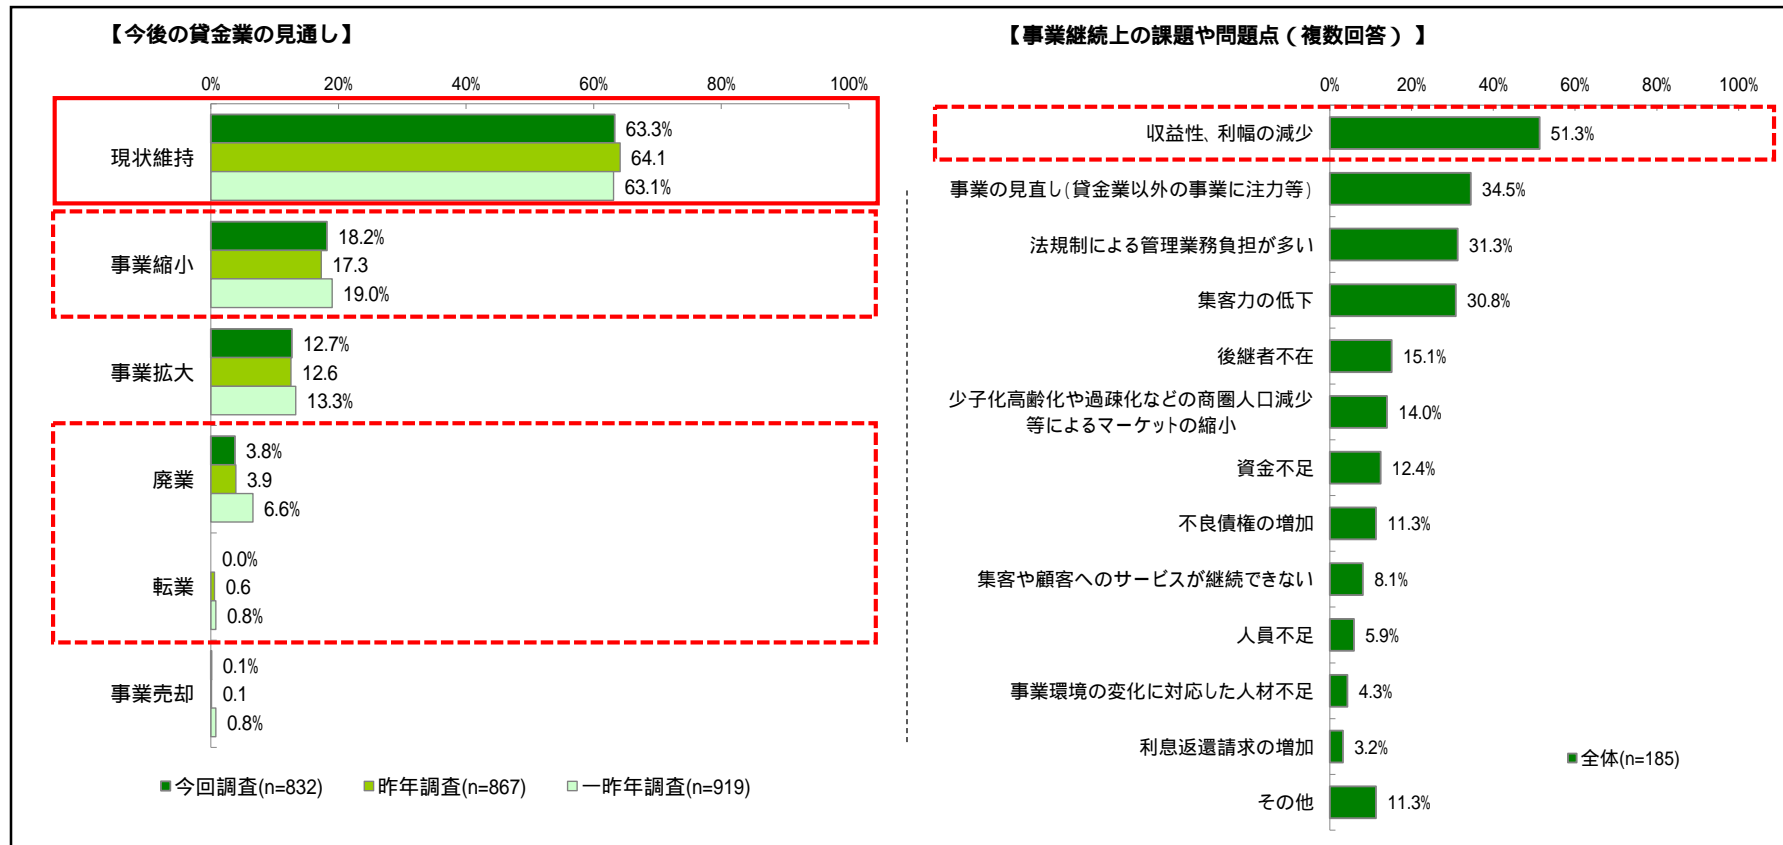 【今後の貸金業の見通し】
0% 20% 40% 60% 80% 100%
現状維持
63.3%
64.1
63.1%
事業縮小
18.2%
17.3
19.0%
事業拡大
12.7%
12.6
13.3%
廃業
3.8%
3.9
6.6%
転業
0.0%
0.6
0.8%
事業売却
0.1%
0.1
0.8%
今回調査(n=832) 昨年調査(n=867) 一昨年調査(n=919)
【事業継続上の課題や問題点（複数回答）】
0% 20% 40% 60% 80% 100%
収益性、利幅の減少 51.3%
事業の見直し(貸金業以外の事業に注力等) 34.5%
法規制による管理業務負担が多い 31.3%
集客力の低下 30.8%
後継者不在 15.1%
少子化高齢化や過疎化などの商圏人口減少
等によるマーケットの縮小 14.0%
資金不足 12.4%
不良債権の増加 11.3%
集客や顧客へのサービスが継続できない 8.1%
人員不足 5.9%
事業環境の変化に対応した人材不足 4.3%
利息返還請求の増加 3.2%
その他 11.3%
全体(n=185)